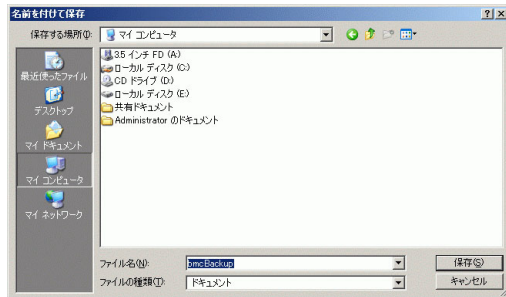 名前を付けて保存
保存する場所(I):
マイ コンピュータ
最近使ったファイル
デスクトップ
マイ ドキュメント
マイ コンピュータ
マイ ネットワーク
3.5 インチ FD (A:)
ローカル ディスク (C:)
CD ドライブ (D:)
ローカル ディスク (E:)
共有ドキュメント
Administrator のドキュメント
ファイル名(N):
bmcBackup
保存(S)
ファイルの種類(T):
ドキュメント
キャンセル